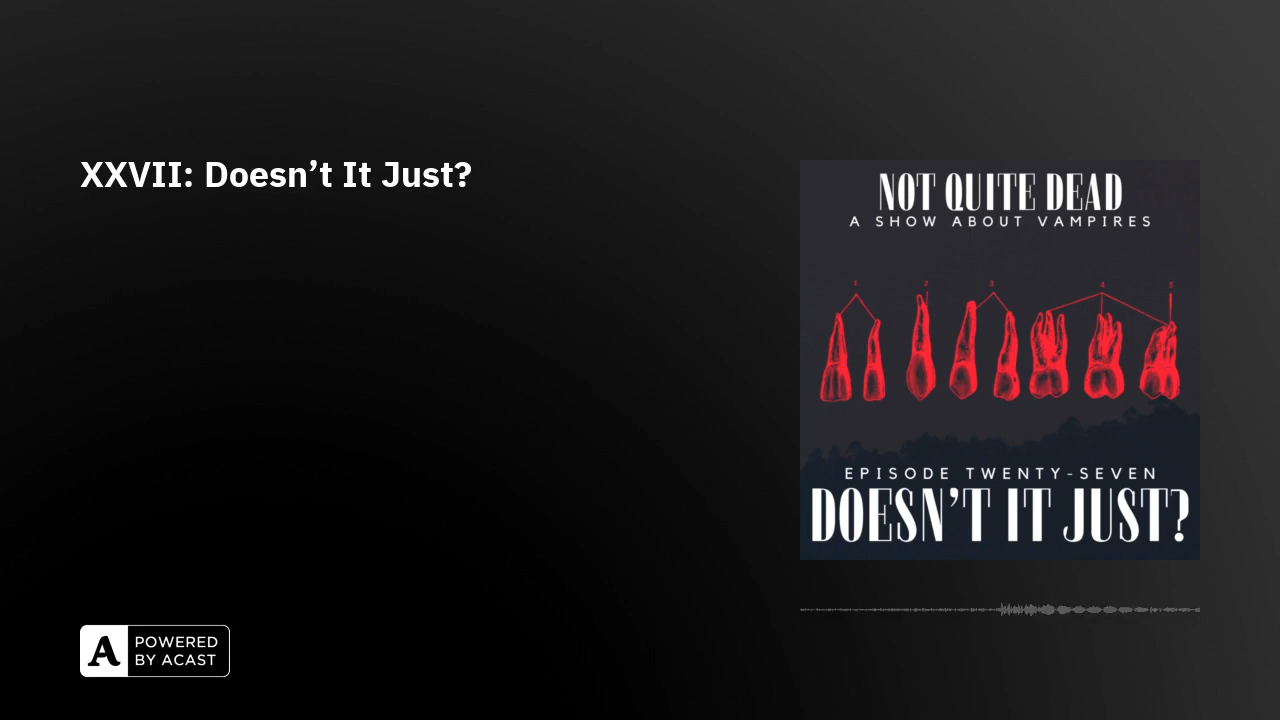 XXVII: Doesn’t It Just?
NOT QUITE DEAD
A SHOW ABOUT VAMPIRES
1 2 3 4 5
EPISODE TWENTY-SEVEN
DOESN’T IT JUST?
A
POWERED
BY ACAST